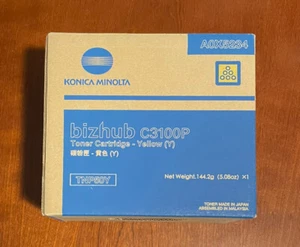 A0X5234
KONICA MINOLTA
bizhub C3100P
Toner Cartridge - Yellow (Y)
碳粉匣 - 黃色 (Y)
Net Weight 144.2g (5.08oz) ×1
TNP50Y
TONER MADE IN JAPAN
ASSEMBLED IN MALAYSIA